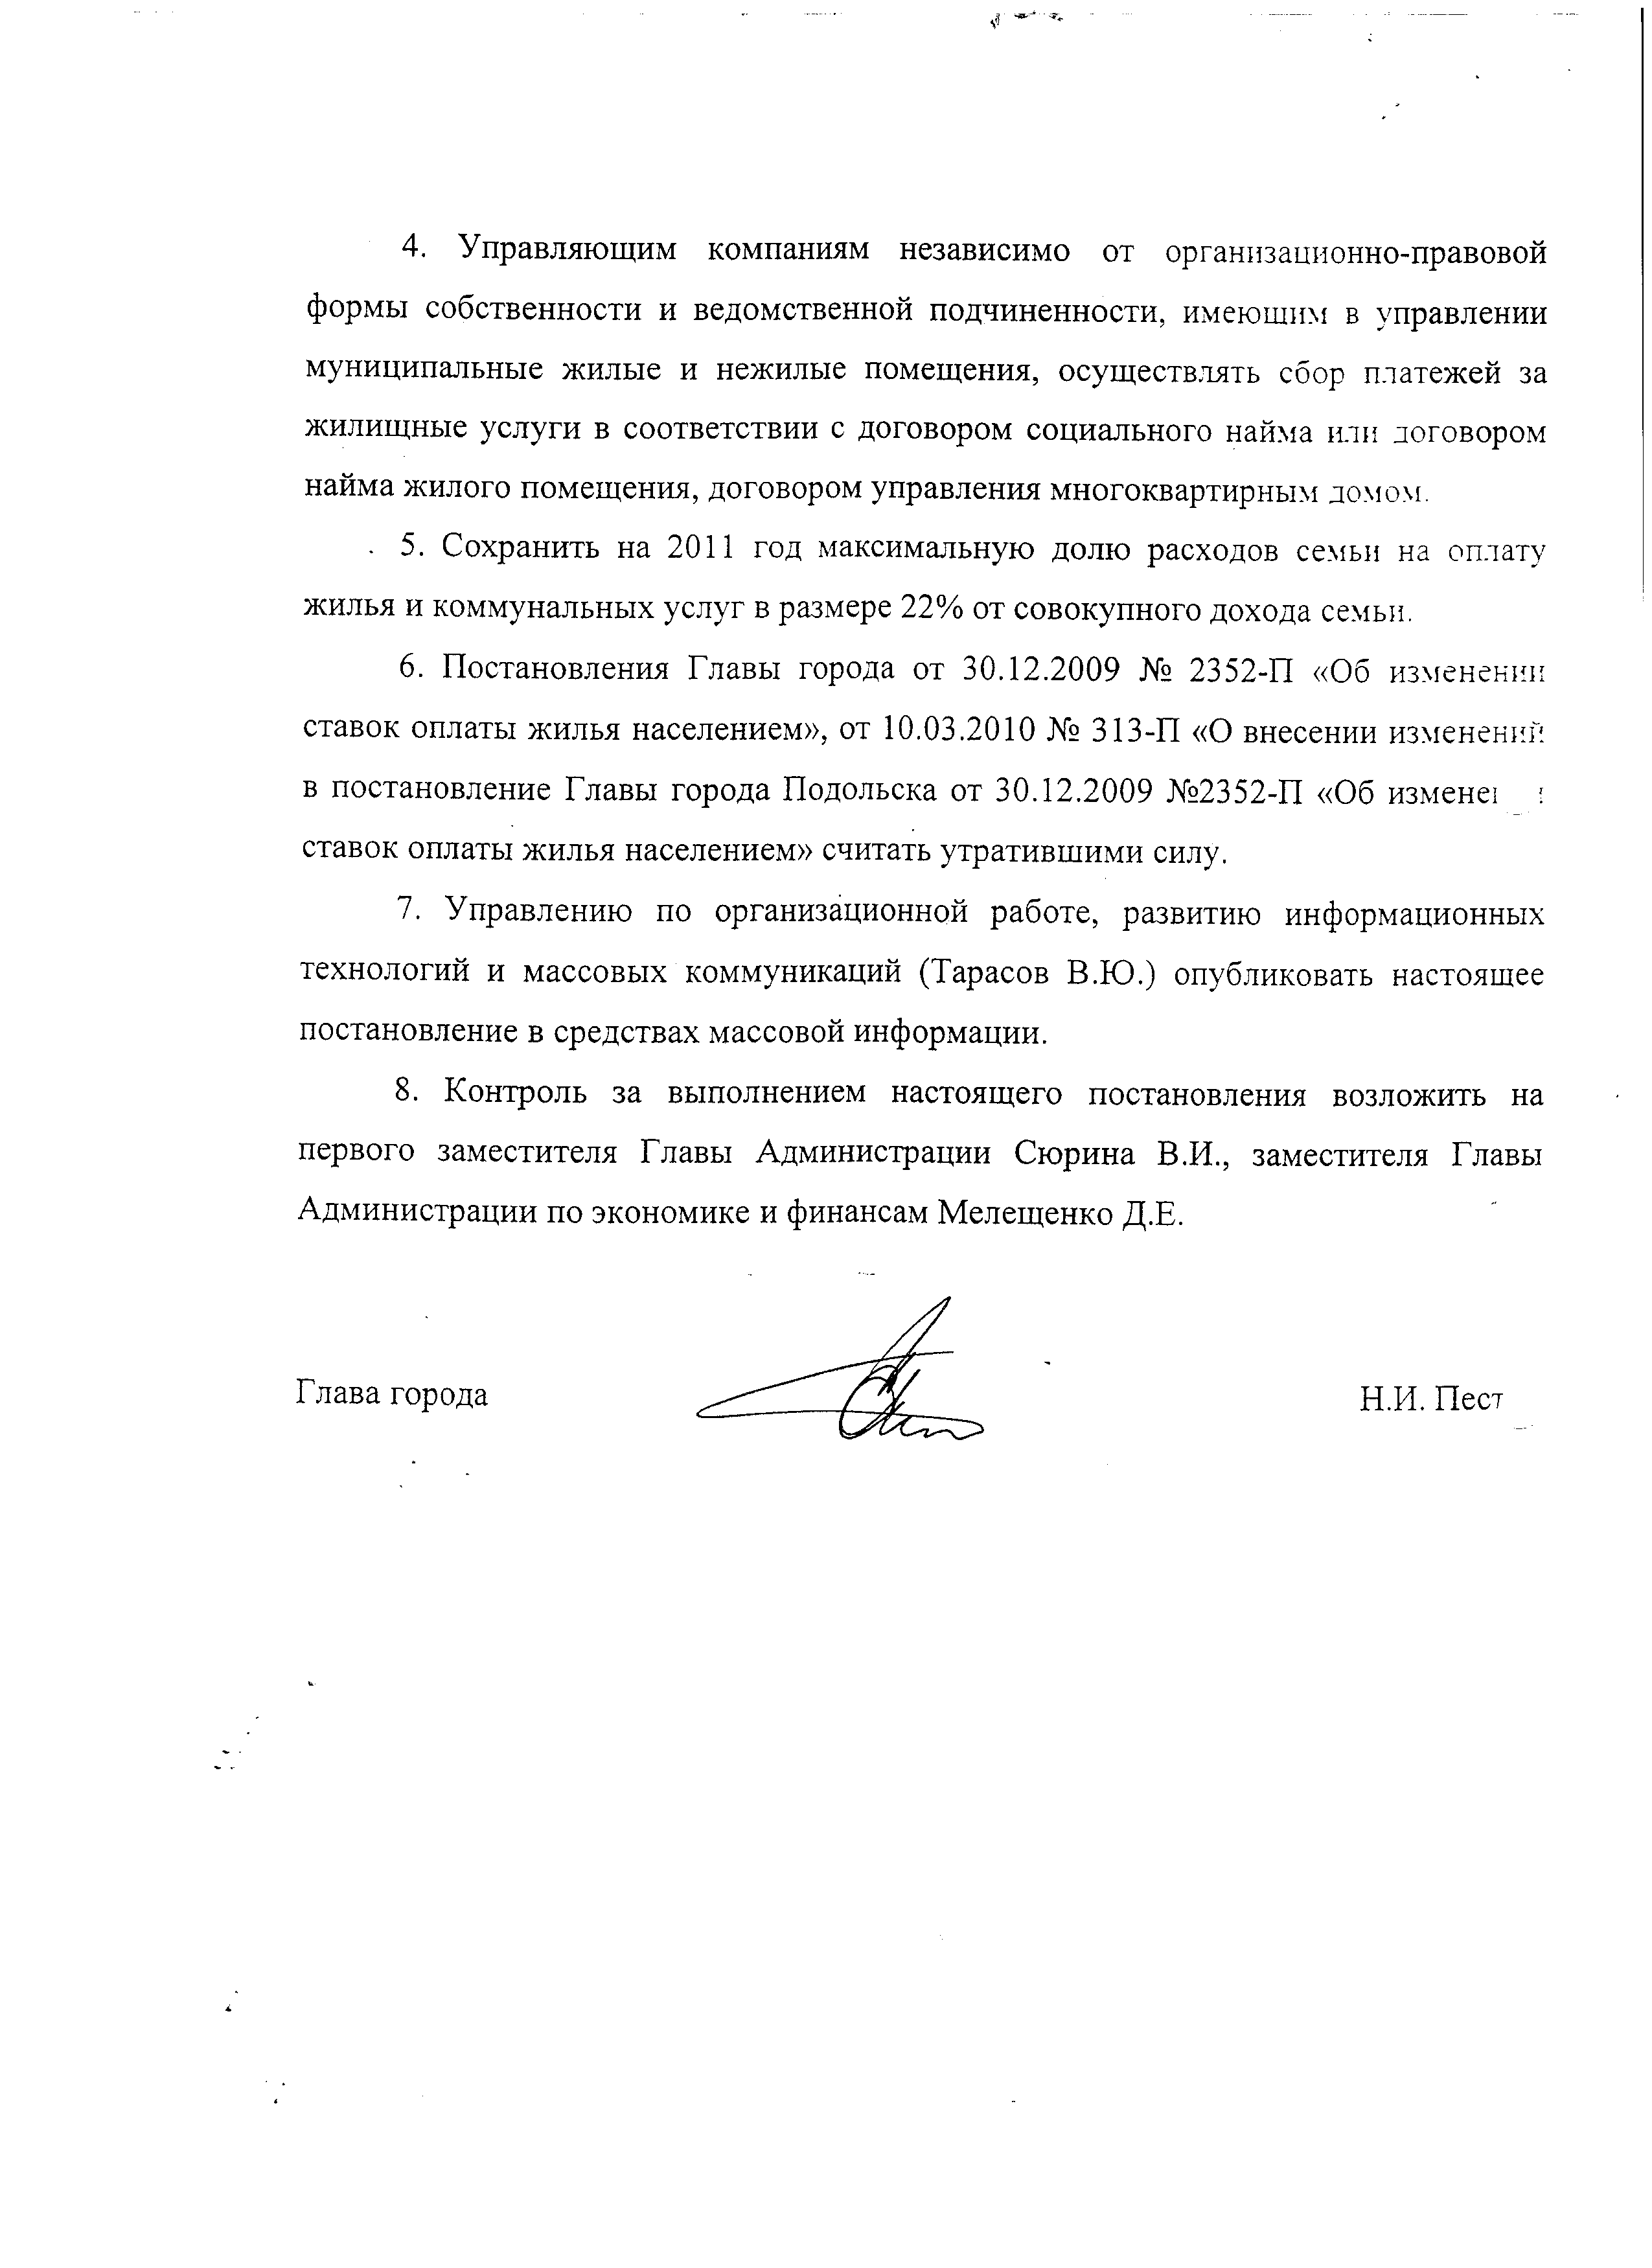 4. Управляющим компаниям независимо от организационно-правовой
формы собственности и ведомственной подчиненности, имеющим в управлении
муниципальные жилые и нежилые помещения, осуществлять сбор платежей за
жилищные услуги в соответствии с договором социального найма или договором
найма жилого помещения, договором управления многоквартирным домом.
5. Сохранить на 2011 год максимальную долю расходов семьи на оплату
жилья и коммунальных услуг в размере 22% от совокупного дохода семьи.
6. Постановления Главы города от 30.12.2009 № 2352-П «Об изменении
ставок оплаты жилья населением», от 10.03.2010 № 313-П «О внесении изменений
в постановление Главы города Подольска от 30.12.2009 №2352-П «Об
ставок оплаты жилья населением» считать утратившими силу.
7. Управлению по организационной работе, развитию информационных
технологий и массовых коммуникаций (Тарасов В.Ю.) опубликовать настоящее
постановление в средствах массовой информации.
8. Контроль за выполнением настоящего постановления возложить на
первого заместителя Главы Администрации Сюрина В.И., заместителя Главы
Администрации по экономике и финансам Мелещенко Д.Е.
Глава города
Н.И. Пест